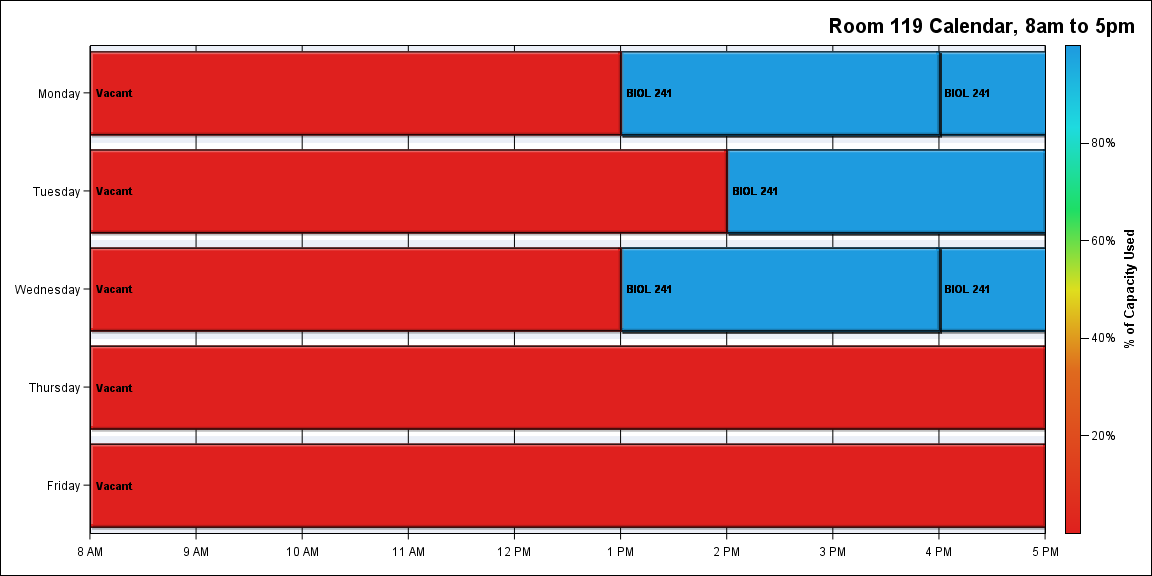 Room 119 Calendar, 8am to 5pm
Monday
Vacant
BIOL 241
BIOL 241
Tuesday
Vacant
BIOL 241
Wednesday
Vacant
BIOL 241
BIOL 241
Thursday
Vacant
Friday
Vacant
8 AM 9 AM 10 AM 11 AM 12 PM 1 PM 2 PM 3 PM 4 PM 5 PM
80%
60%
40%
20%
% of Capacity Used